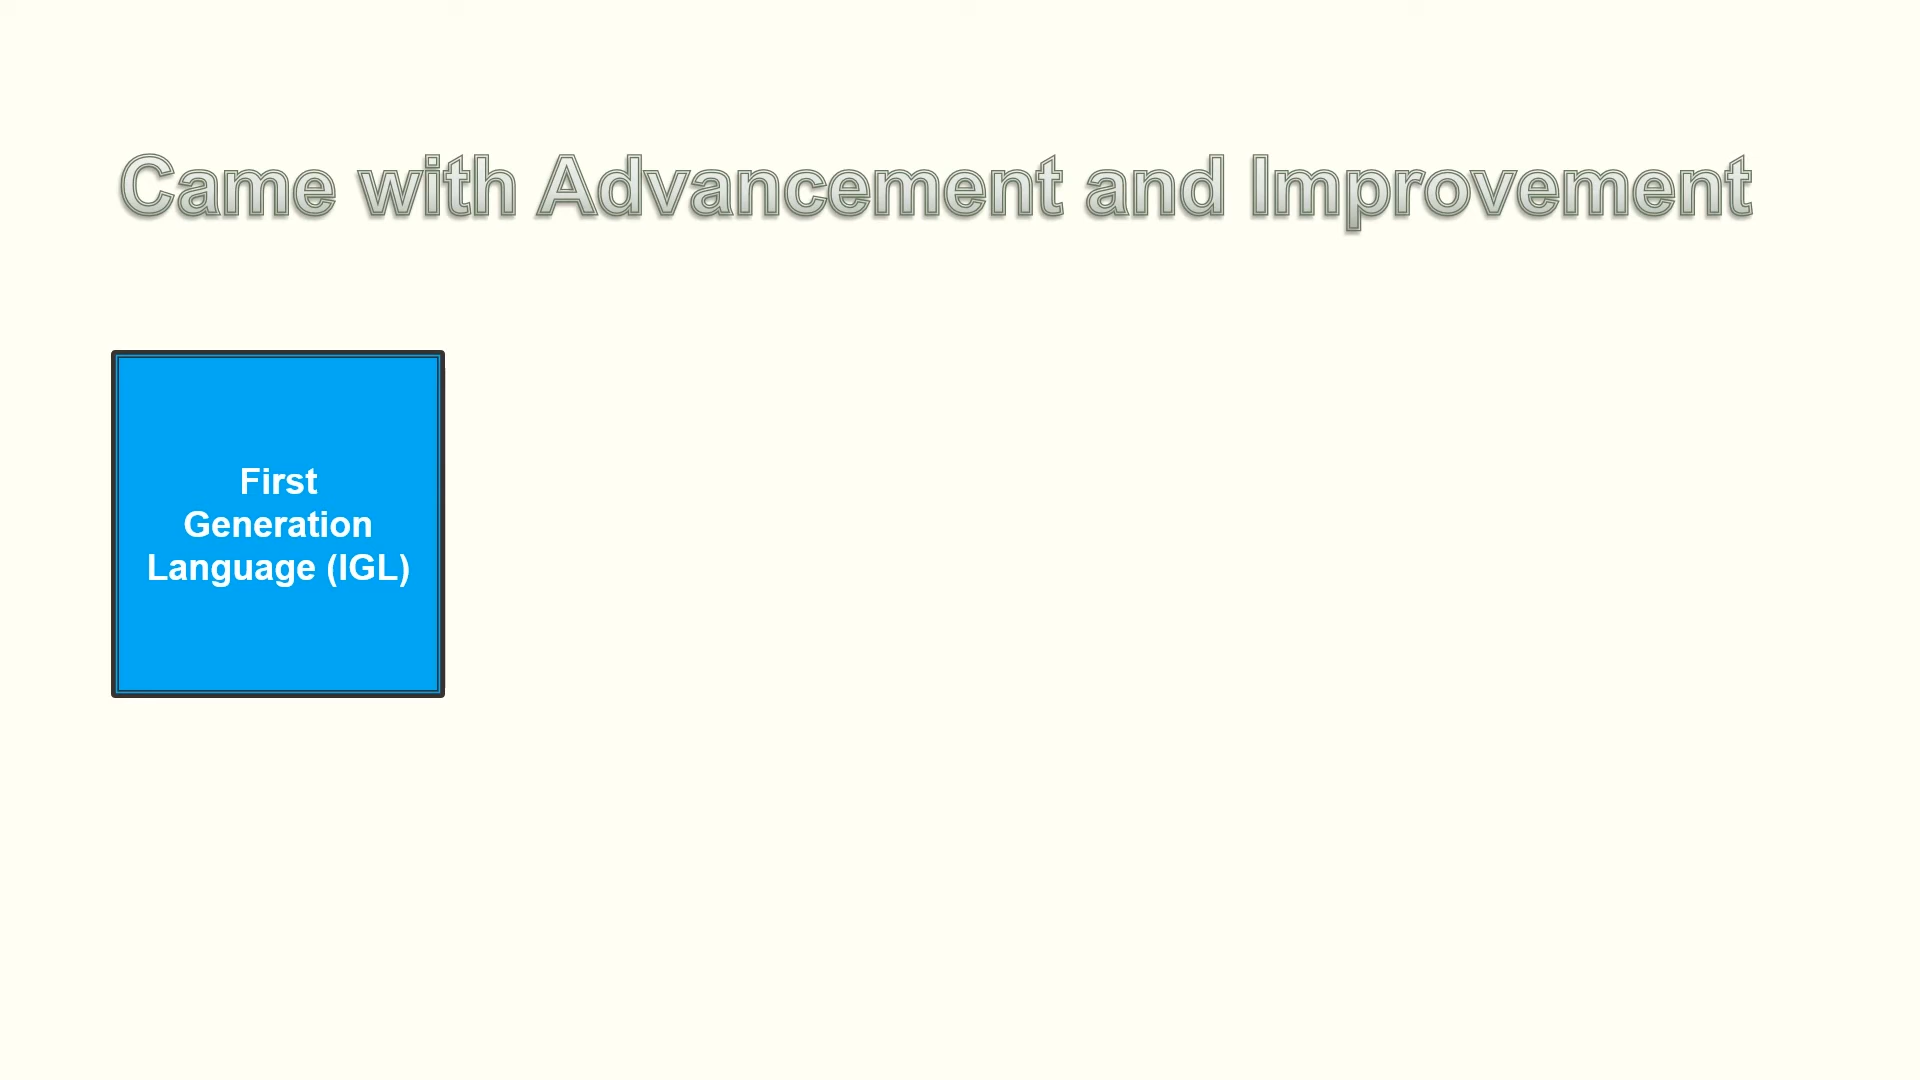 Came with Advancement and Improvement
First
Generation
Language (IGL)